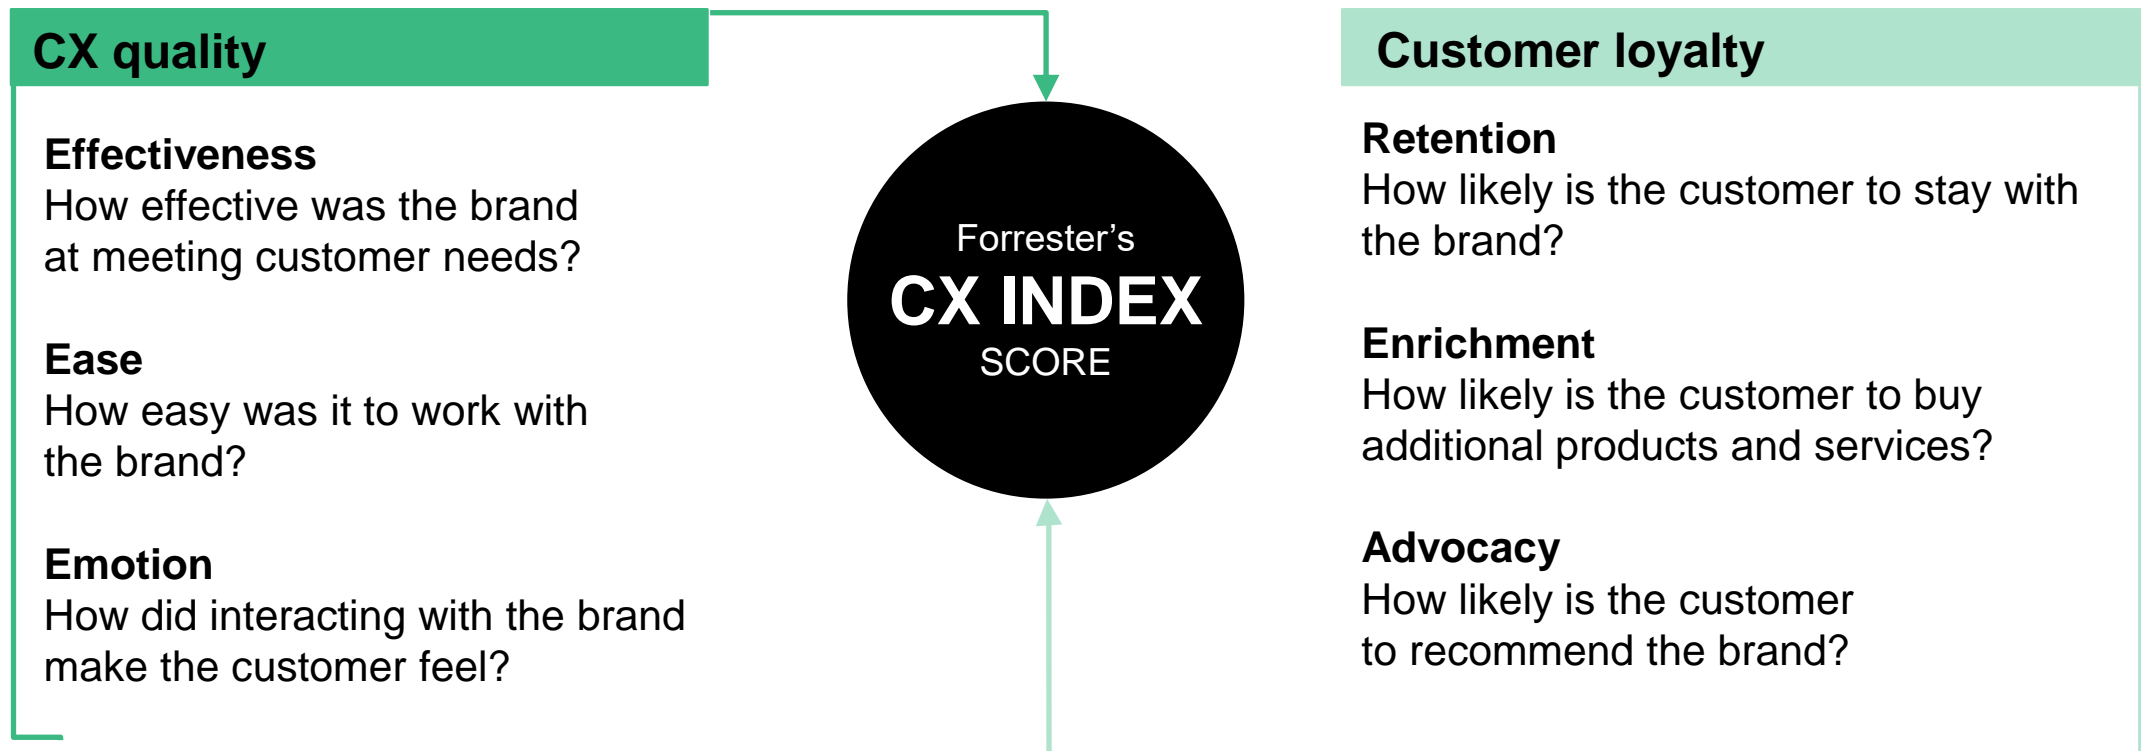 CX quality
Effectiveness
How effective was the brand
at meeting customer needs?
Ease
How easy was it to work with
the brand?
Emotion
How did interacting with the brand
make the customer feel?
Forrester’s
CX INDEX
SCORE
Customer loyalty
Retention
How likely is the customer to stay with
the brand?
Enrichment
How likely is the customer to buy
additional products and services?
Advocacy
How likely is the customer
to recommend the brand?